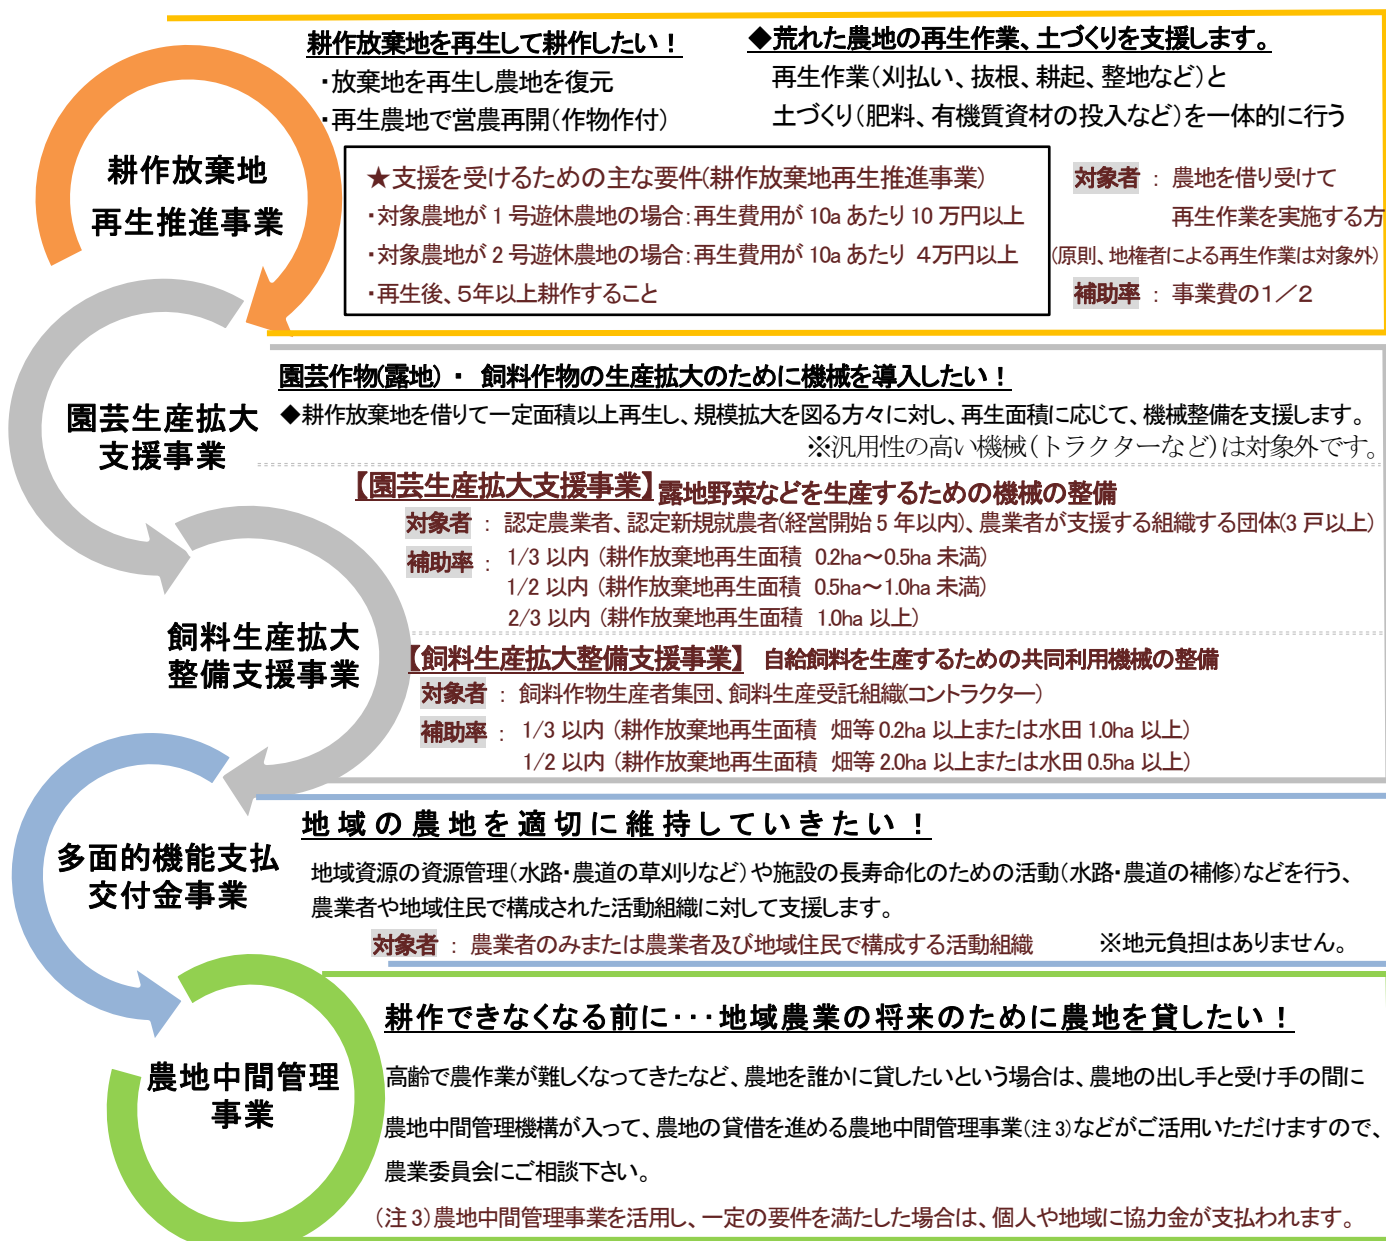 耕作放棄地
再生推進事業
耕作放棄地を再生して耕作したい！
・放棄地を再生し農地を復元
・再生農地で営農再開（作物作付）
◆荒れた農地の再生作業、土づくりを支援します。
再生作業（刈払い、抜根、耕起、整地など）と
土づくり（肥料、有機質資材の投入など）を一体的に行う
★支援を受けるための主な要件(耕作放棄地再生推進事業)
・対象農地が１号遊休農地の場合：再生費用が 10a あたり 10 万円以上
・対象農地が２号遊休農地の場合：再生費用が 10a あたり ４万円以上
・再生後、５年以上耕作すること
対象者 ： 農地を借り受けて
再生作業を実施する方
(原則、地権者による再生作業は対象外)
補助率 ： 事業費の１／２
園芸生産拡大
支援事業
園芸作物(露地) ・ 飼料作物の生産拡大のために機械を導入したい！
◆耕作放棄地を借りて一定面積以上再生し、規模拡大を図る方々に対し、再生面積に応じて、機械整備を支援します。
※汎用性の高い機械（トラクターなど）は対象外です。
【園芸生産拡大支援事業】露地野菜などを生産するための機械の整備
対象者 ： 認定農業者、認定新規就農者(経営開始 5 年以内)、農業者が支援する組織する団体(3 戸以上)
補助率 ： 1/3 以内 (耕作放棄地再生面積 0.2ha～0.5ha 未満)
1/2 以内 (耕作放棄地再生面積 0.5ha～1.0ha 未満)
2/3 以内 (耕作放棄地再生面積 1.0ha 以上)
飼料生産拡大
整備支援事業
【飼料生産拡大整備支援事業】 自給飼料を生産するための共同利用機械の整備
対象者 ： 飼料作物生産者集団、飼料生産受託組織(コントラクター)
補助率 ： 1/3 以内 (耕作放棄地再生面積 畑等 0.2ha 以上または水田 1.0ha 以上)
1/2 以内 (耕作放棄地再生面積 畑等 2.0ha 以上または水田 0.5ha 以上)
多面的機能支払
交付金事業
地域の農地を適切に維持していきたい！
地域資源の資源管理（水路・農道の草刈りなど）や施設の長寿命化のための活動（水路・農道の補修）などを行う、
農業者や地域住民で構成された活動組織に対して支援します。
対象者 ： 農業者のみまたは農業者及び地域住民で構成する活動組織 ※地元負担はありません。
農地中間管理
事業
耕作できなくなる前に・・・地域農業の将来のために農地を貸したい！
高齢で農作業が難しくなってきたなど、農地を誰かに貸したいという場合は、農地の出し手と受け手の間に
農地中間管理機構が入って、農地の貸借を進める農地中間管理事業(注 3)などがご活用いただけますので、
農業委員会にご相談下さい。
（注 3）農地中間管理事業を活用し、一定の要件を満たした場合は、個人や地域に協力金が支払われます。